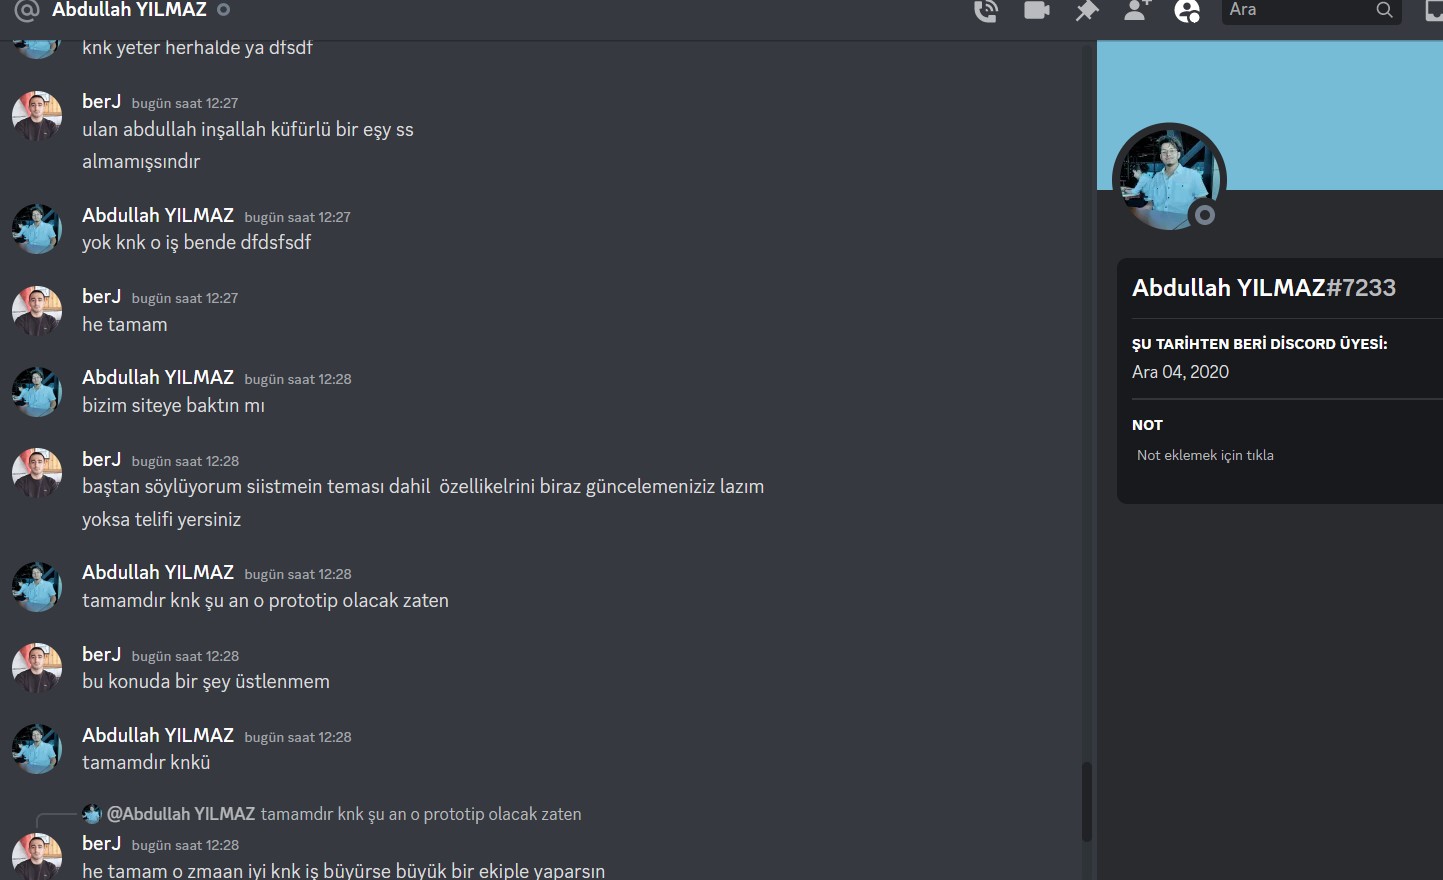 Abdullah YILMAZ
Ara
knk yeter herhalde ya dfsdf
berJ bugün saat 12:27
ulan abdullah inşallah küfürlü bir eşy ss
almamışsındır
Abdullah YILMAZ bugün saat 12:27
yok knk o iş bende dfdsfsdf
berJ bugün saat 12:27
he tamam
Abdullah YILMAZ bugün saat 12:28
bizim siteye baktın mı
berJ bugün saat 12:28
baştan söylüyorum siistmein teması dahil  özellikelrini biraz güncelemeniziz lazım
yoksa telifi yersiniz
Abdullah YILMAZ bugün saat 12:28
tamamdır knk şu an o prototip olacak zaten
berJ bugün saat 12:28
bu konuda bir şey üstlenmem
Abdullah YILMAZ bugün saat 12:28
tamamdır knkü
@Abdullah YILMAZ tamamdır knk şu an o prototip olacak zaten
berJ bugün saat 12:28
he tamam o zmaan iyi knk iş büyürse büyük bir ekiple yaparsın
Abdullah YILMAZ#7233
ŞU TARİHTEN BERİ DİSCORD ÜYESİ:
Ara 04, 2020
NOT
Not eklemek için tıkla